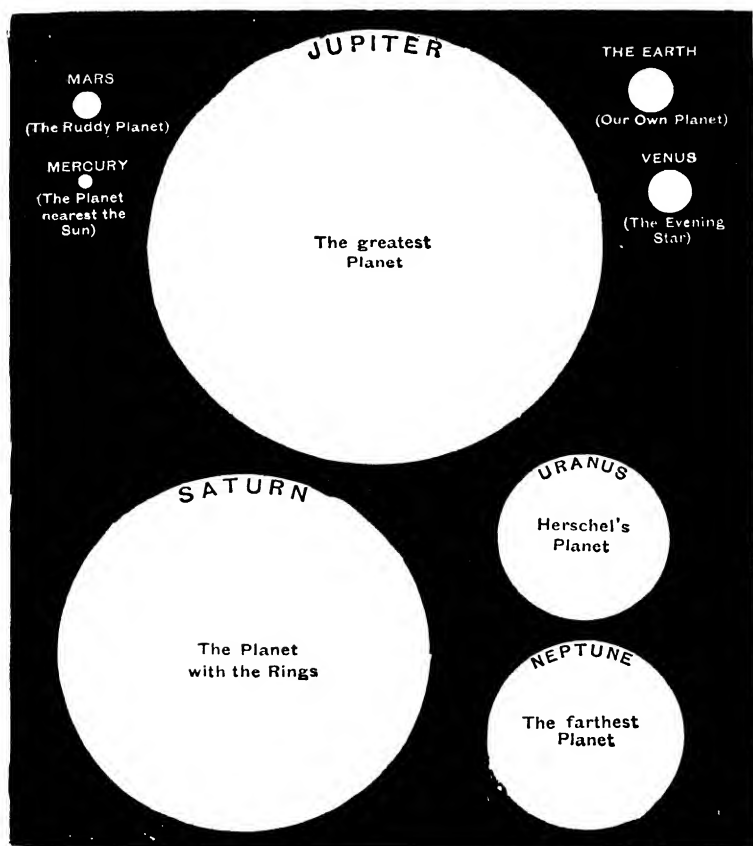 JUPITER
The greatest
Planet
MARS
(The Ruddy Planet)
MERCURY
(The Planet
nearest the
Sun)
THE EARTH
(Our Own Planet)
VENUS
(The Evening
Star)
SATURN
The Planet
with the Rings
URANUS
Herschel's
Planet
NEPTUNE
The farthest
Planet